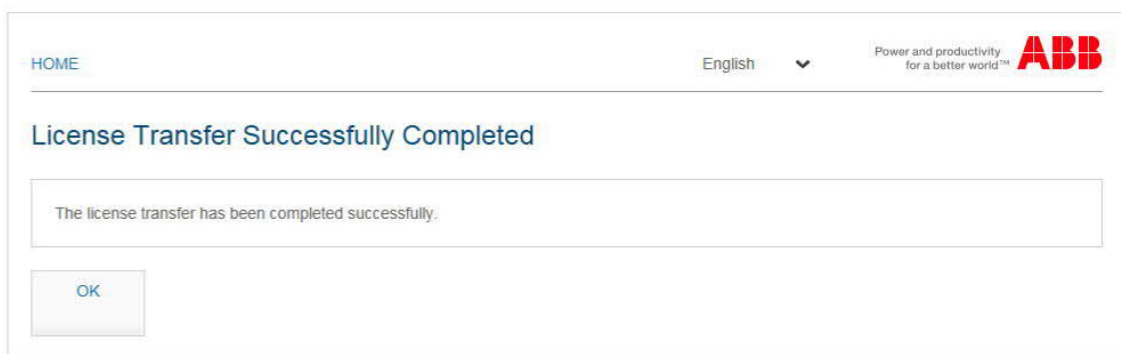 HOME
English
Power and productivity
for a better world™
ABB
License Transfer Successfully Completed
The license transfer has been completed successfully.
OK